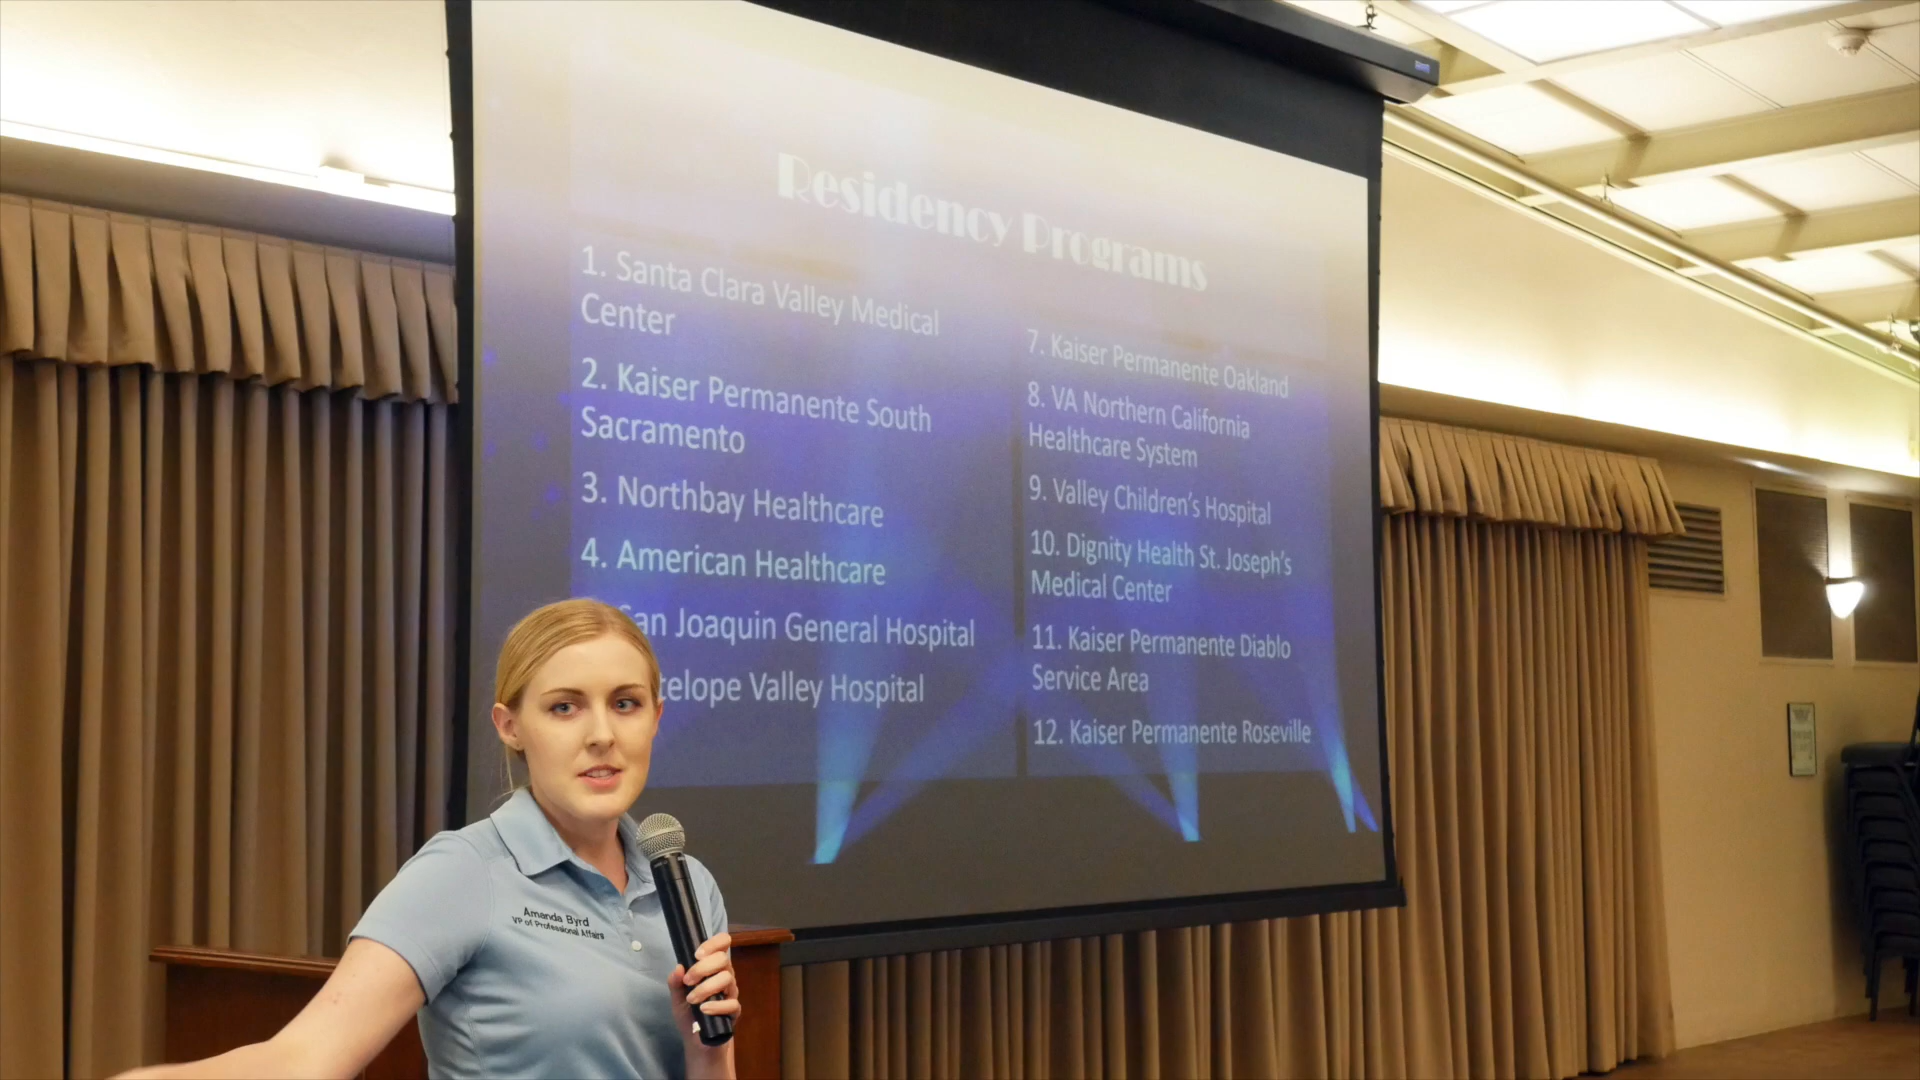 Residency Programs
1. Santa Clara Valley Medical
Center
2. Kaiser Permanente South
Sacramento
3. Northbay Healthcare
4. American Healthcare
Joaquin General Hospital
Valley Hospital
7. Kaiser Permanente Oakland
8. VA Northern California
Healthcare System
9. Valley Children's Hospital
10. Dignity Health St. Joseph's
Medical Center
11. Kaiser Permanente Diablo
Service Area
12. Kaiser Permanente Roseville
Amanda Byrd
VP of Professional Affairs